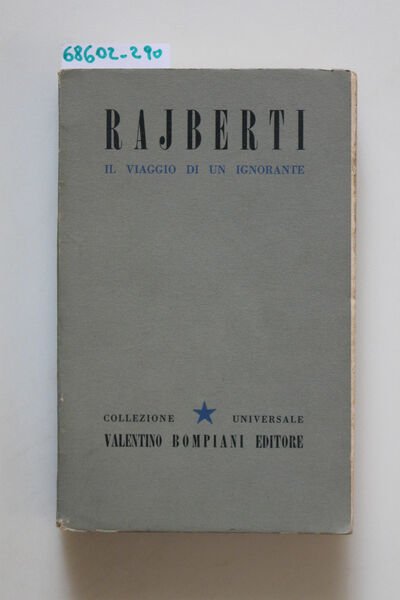 68602-290
RAJBERTI
IL VIAGGIO DI UN IGNORANTE
COLLEZIONE UNIVERSALE
VALENTINO BOMPIANI EDITORE